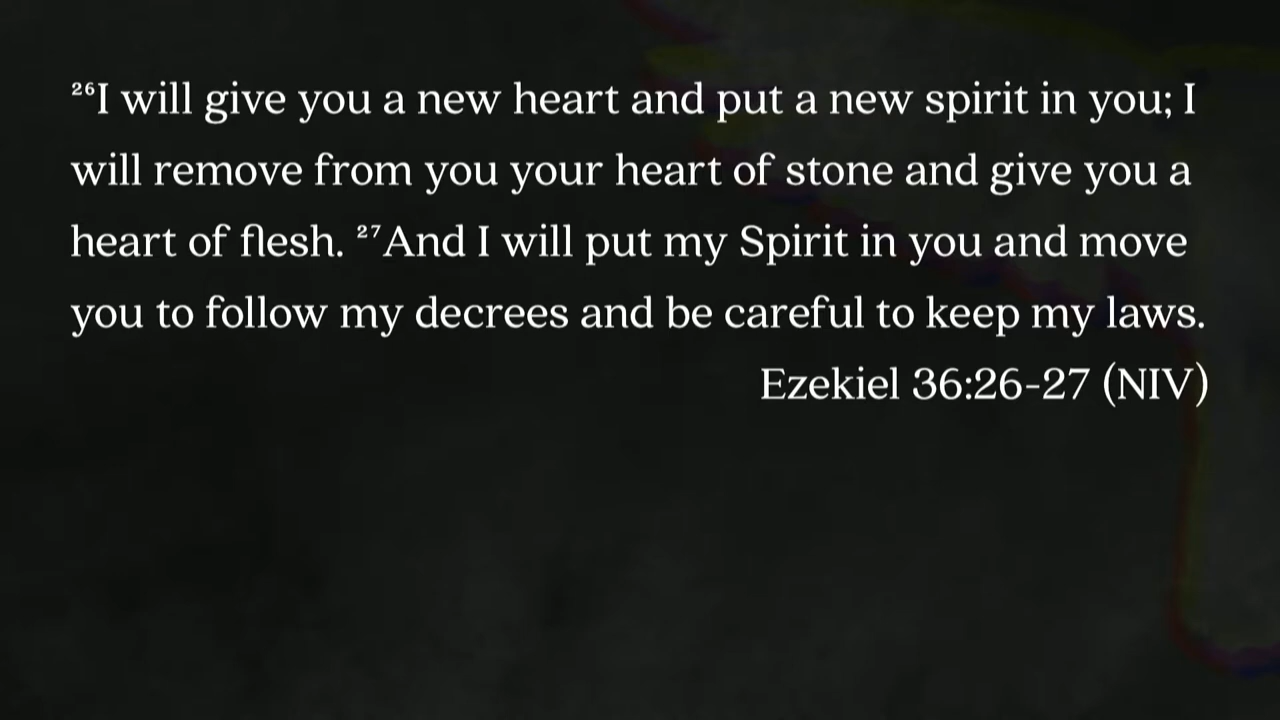 ²⁶I will give you a new heart and put a new spirit in you; I
will remove from you your heart of stone and give you a
heart of flesh. ²⁷And I will put my Spirit in you and move
you to follow my decrees and be careful to keep my laws.
Ezekiel 36:26-27 (NIV)